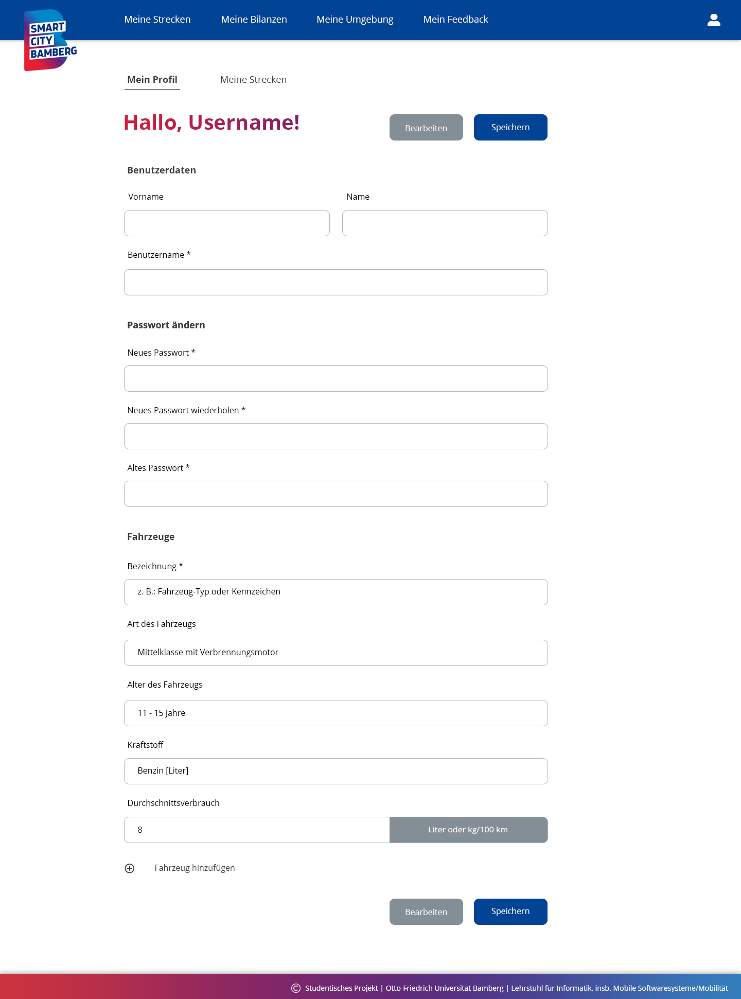 Meine Strecken Meine Bilanzen Meine Umgebung Mein Feedback
SMART
CITY
BAMBERG
Mein Profil Meine Strecken
Hallo, Username!
Bearbeiten Speichern
Benutzerdaten
Vorname Name
Benutzername *
Passwort ändern
Neues Passwort *
Neues Passwort wiederholen *
Altes Passwort *
Fahrzeuge
Bezeichnung *
z. B.: Fahrzeug-Typ oder Kennzeichen
Art des Fahrzeugs
Mittelklasse mit Verbrennungsmotor
Alter des Fahrzeugs
11 - 15 Jahre
Kraftstoff
Benzin [Liter]
Durchschnittsverbrauch
8 Liter oder kg/100 km
Fahrzeug hinzufügen
Bearbeiten Speichern
© Studentisches Projekt | Otto-Friedrich Universität Bamberg | Lehrstuhl für Informatik, insb. Mobile Softwaresysteme/Mobilität